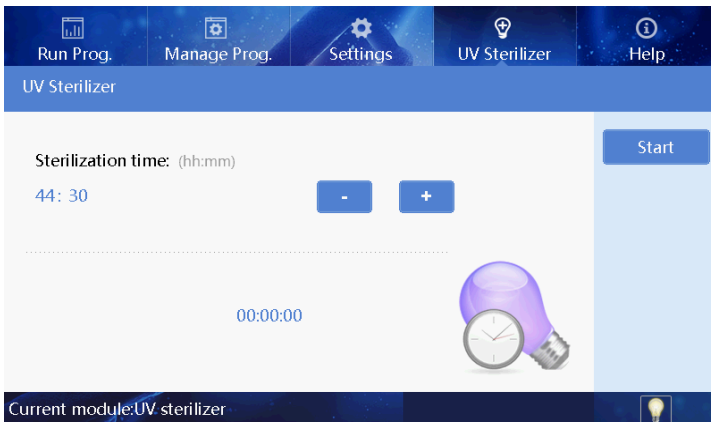 Run Prog. Manage Prog. Settings UV Sterilizer Help
UV Sterilizer
Start
Sterilization time: (hh:mm)
44: 30
- +
00:00:00
Current module:UV sterilizer